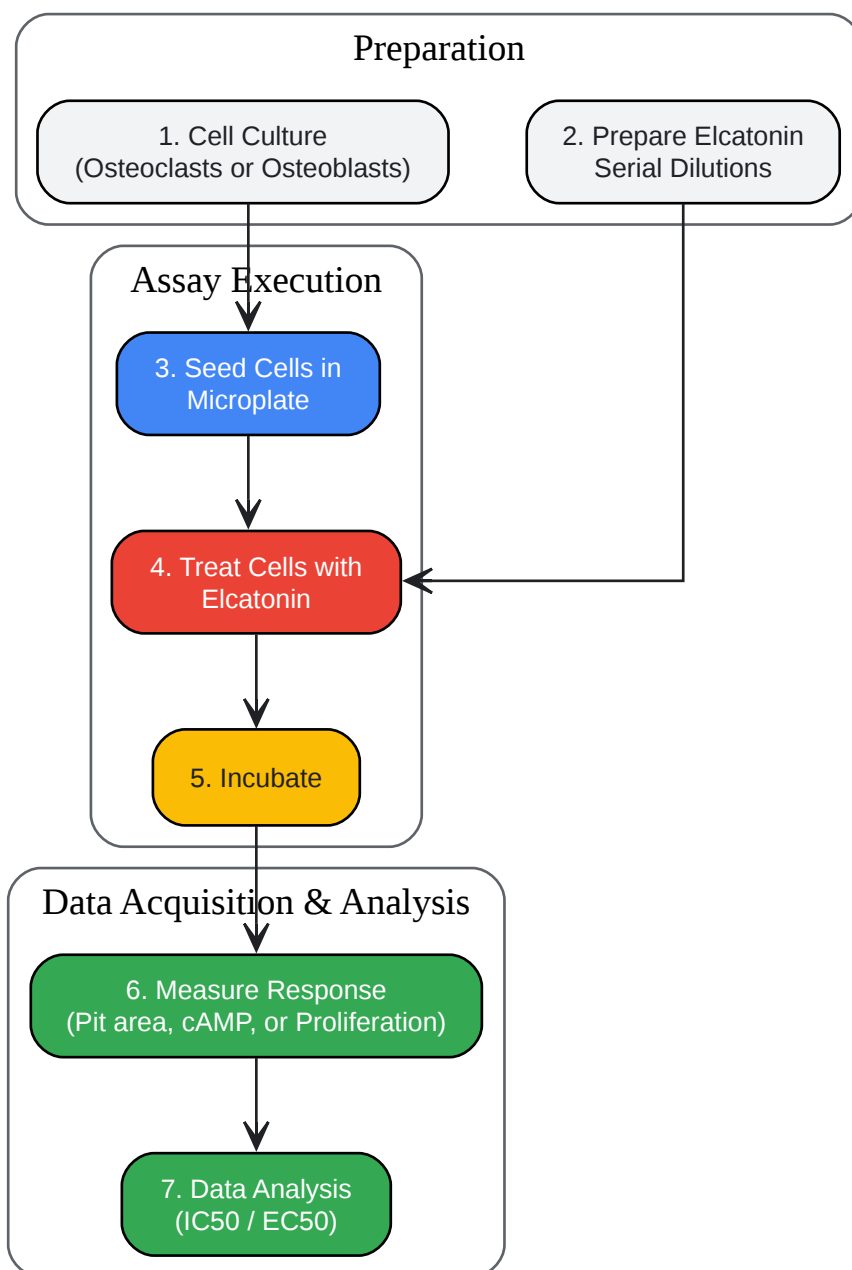 Preparation
1. Cell Culture
(Osteoclasts or Osteoblasts)
2. Prepare Elcatonin
Serial Dilutions
Assay Execution
3. Seed Cells in
Microplate
4. Treat Cells with
Elcatonin
5. Incubate
Data Acquisition & Analysis
6. Measure Response
(Pit area, cAMP, or Proliferation)
7. Data Analysis
(IC50 / EC50)